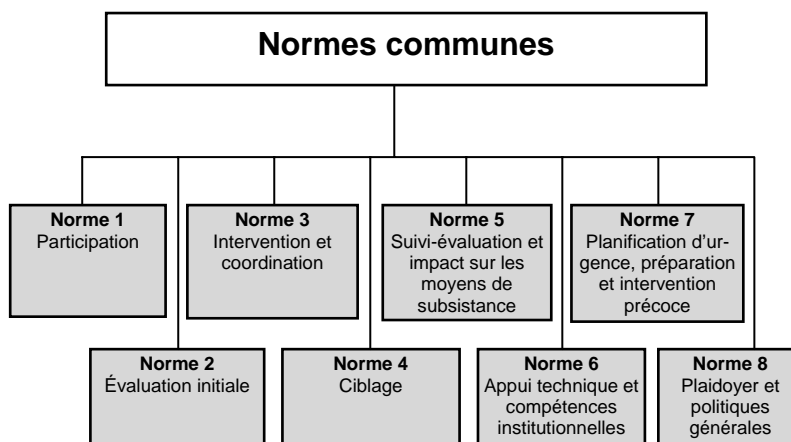 Normes communes
Norme 1
Participation
Norme 3
Intervention et
coordination
Norme 5
Suivi-évaluation et
impact sur les
moyens de
subsistance
Norme 7
Planification d'ur-
gence, préparation
et intervention
précoce
Norme 2
Évaluation initiale
Norme 4
Ciblage
Norme 6
Appui technique et
compétences
institutionnelles
Norme 8
Plaidoyer et
politiques
générales